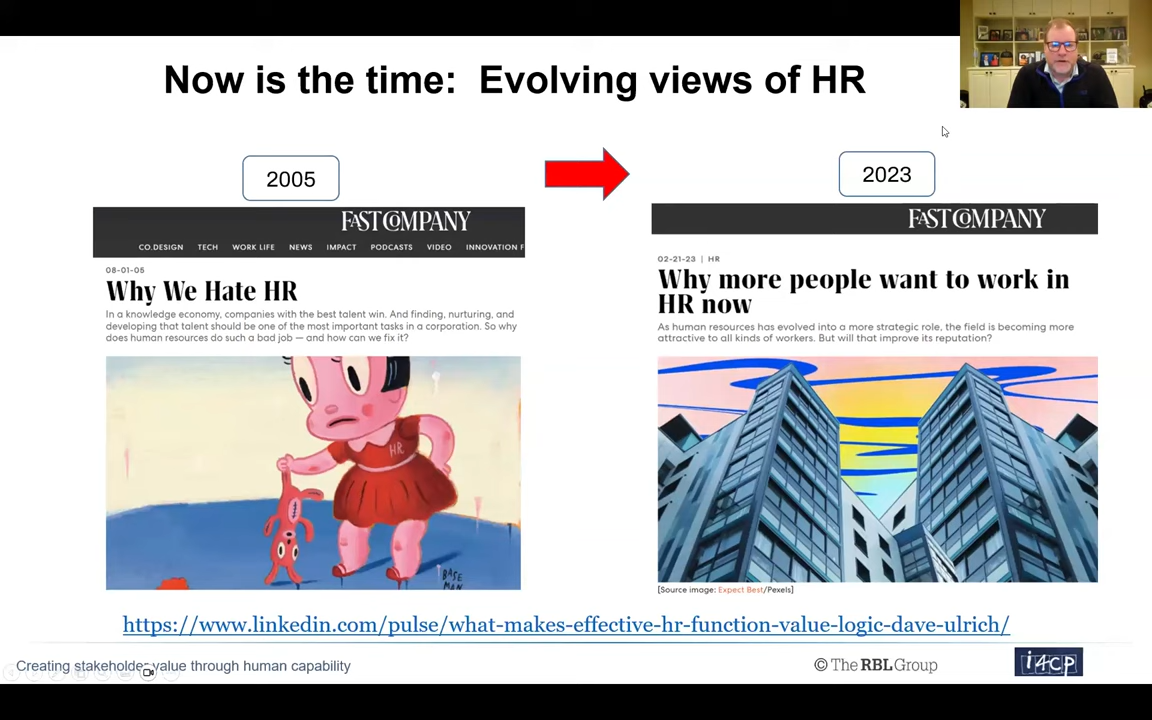 Now is the time:  Evolving views of HR
2005
2023
FAST COMPANY
CO.DESIGN TECH WORK LIFE NEWS IMPACT PODCASTS VIDEO INNOVATION F
08-01-05
Why We Hate HR
In a knowledge economy, companies with the best talent win. And finding, nurturing, and
developing that talent should be one of the most important tasks in a corporation. So why
does human resources do such a bad job — and how can we fix it?
HR
BASE
MAN
FAST COMPANY
02-21-23 | HR
Why more people want to work in
HR now
As human resources has evolved into a more strategic role, the field is becoming more
attractive to all kinds of workers. But will that improve its reputation?
[Source image: Expect Best/Pexels]
https://www.linkedin.com/pulse/what-makes-effective-hr-function-value-logic-dave-ulrich/
Creating stakeholder value through human capability
© The RBL Group
i4cp